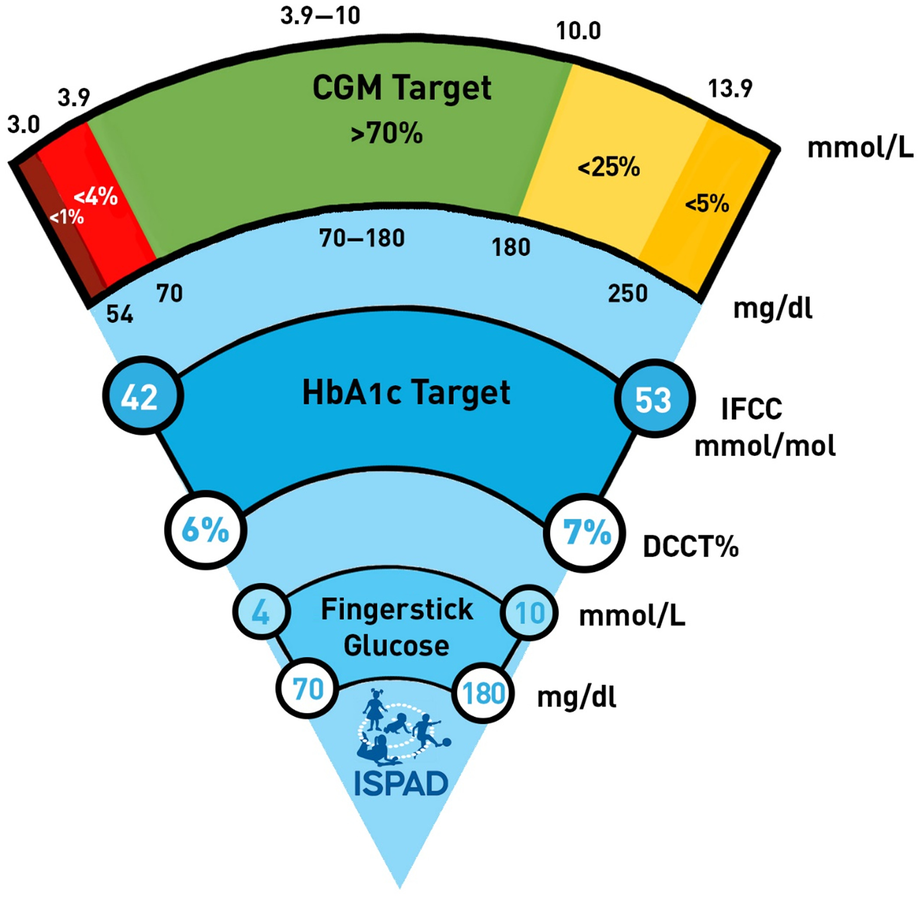 3.9–10
10.0
3.9
13.9
3.0
CGM Target
>70%
mmol/L
<25%
<4%
<1%
<5%
70–180
180
70
250
54
mg/dl
HbA1c Target
42
53
IFCC
mmol/mol
6%
7%
DCCT%
4
Fingerstick
Glucose
10
mmol/L
70
180
mg/dl
ISPAD